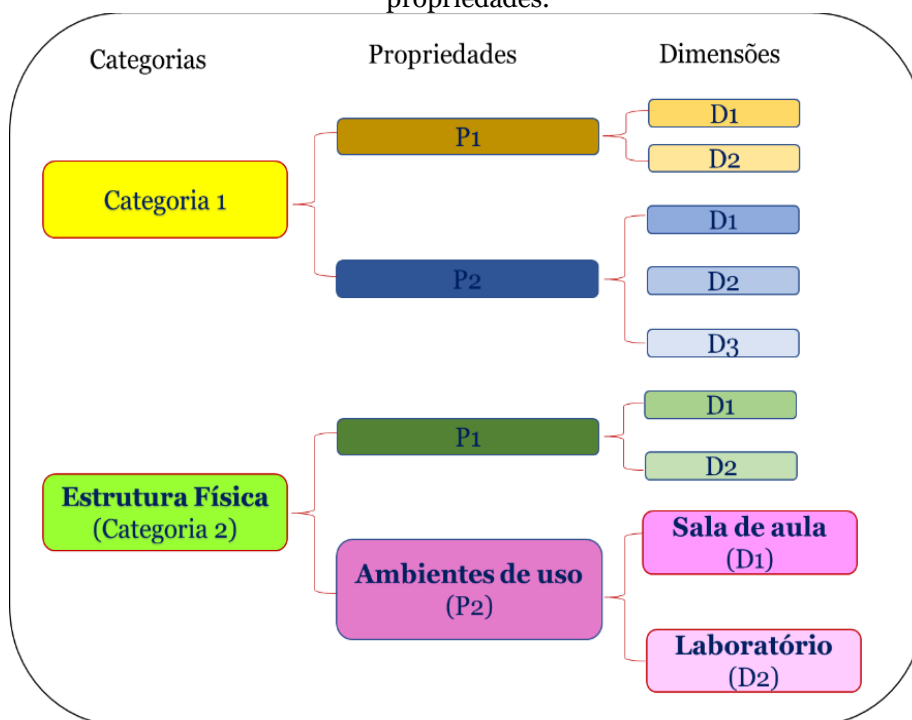 propriedades.
Categorias
Propriedades
Dimensões
Categoria 1
P1
D1
D2
P2
D1
D2
D3
Estrutura Física
(Categoria 2)
P1
D1
D2
Ambientes de uso
(P2)
Sala de aula
(D1)
Laboratório
(D2)